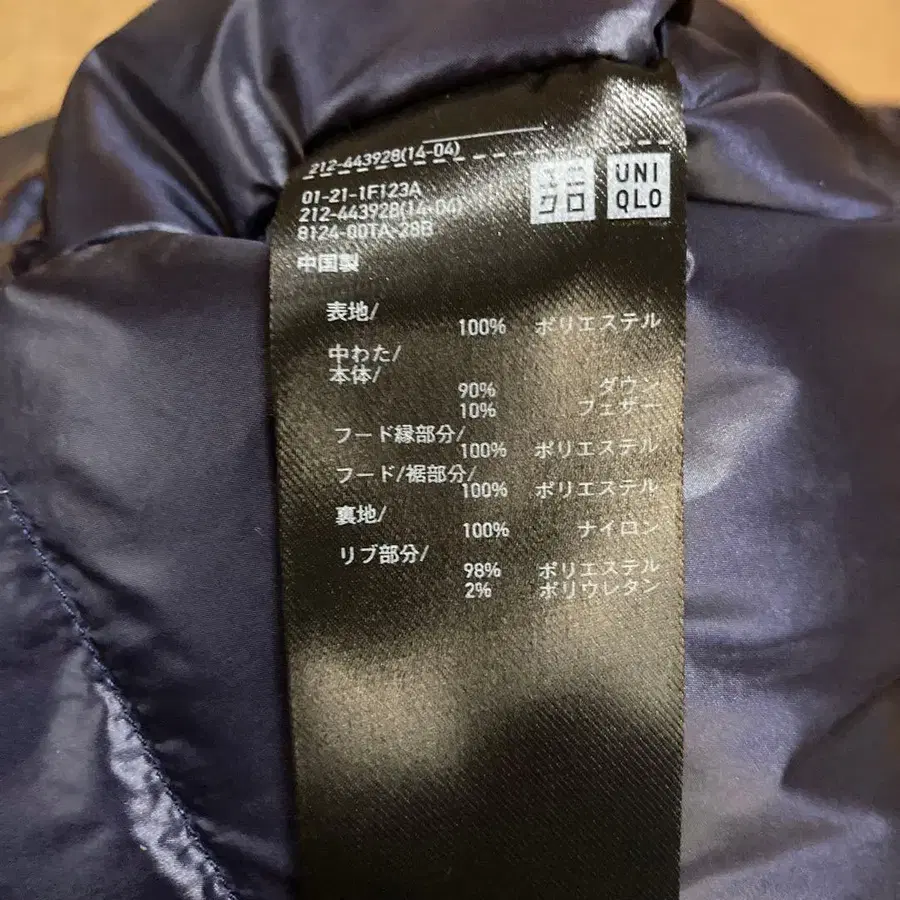 212-443928(14-04)
ユニ
クロ
UNI
QLO
01-21-1F123A
212-443928(14-04)
8124-00TA-28B
中国製
表地/
100% ポリエステル
中わた/
本体/
90% ダウン
10% フェザー
フード縁部分/
100% ポリエステル
フード/裾部分/
100% ポリエステル
裏地/
100% ナイロン
リブ部分/
98% ポリエステル
2% ポリウレタン